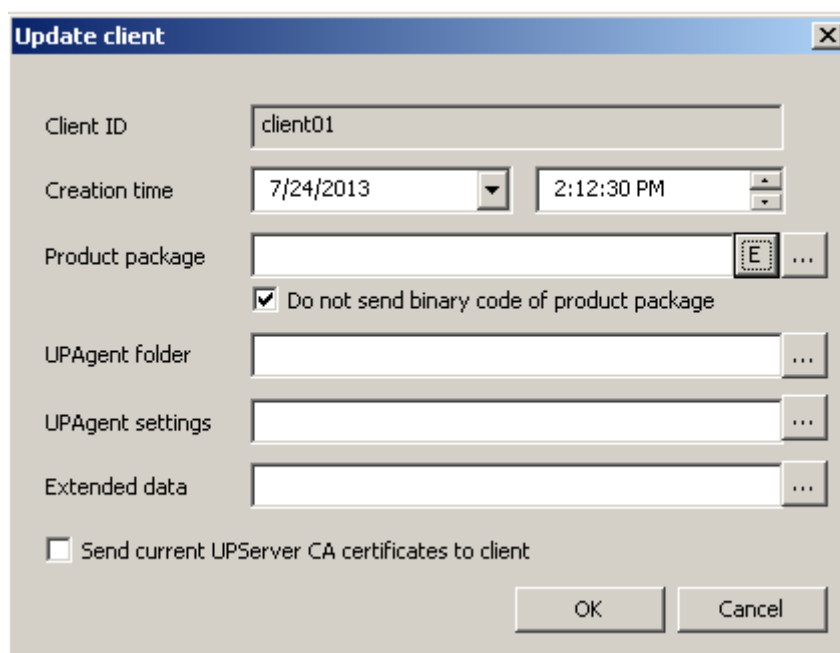 Update client
Client ID client01
Creation time 7/24/2013 2:12:30 PM
Product package E ...
Do not send binary code of product package
UPAgent folder ...
UPAgent settings ...
Extended data ...
Send current UPServer CA certificates to client
OK Cancel